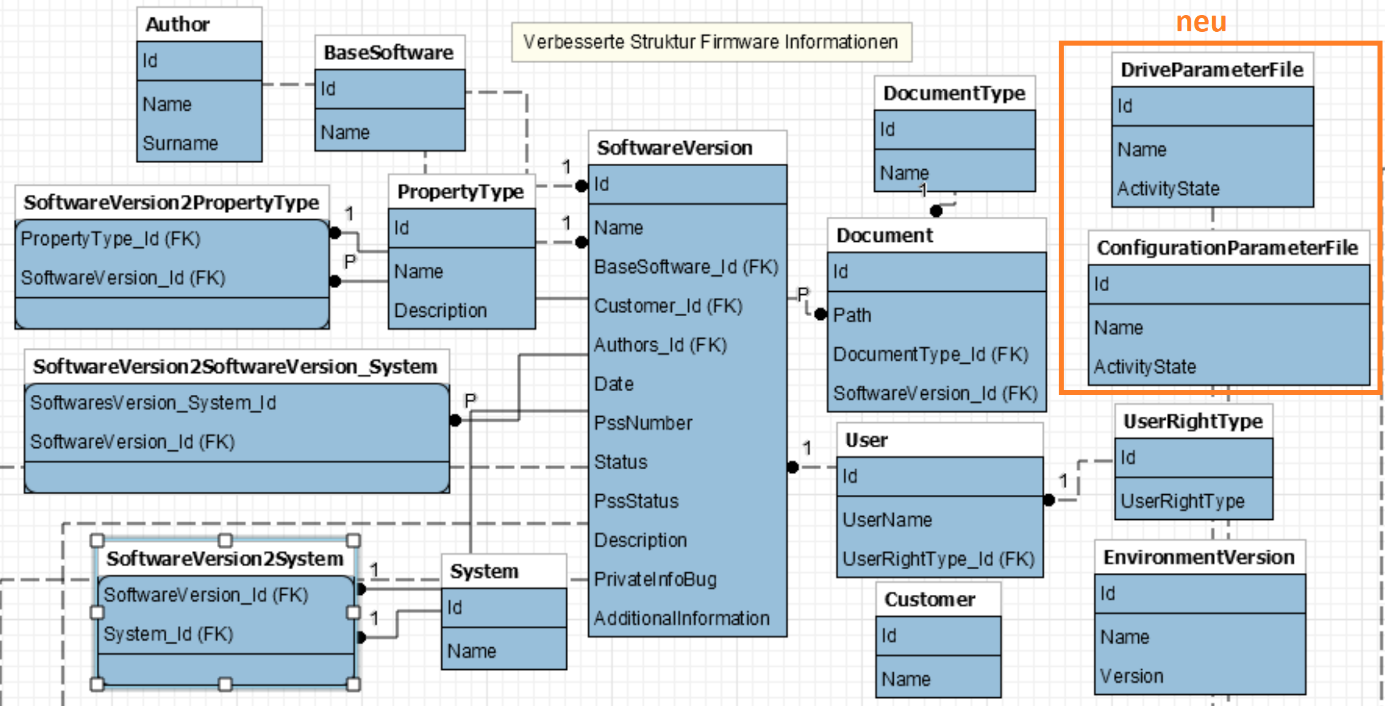 neu
Author
Id
Name
Surname
BaseSoftware
Id
Name
Verbesserte Struktur Firmware Informationen
DocumentType
Id
Name
1
DriveParameterFile
Id
Name
ActivityState
SoftwareVersion2PropertyType
PropertyType_Id (FK)
SoftwareVersion_Id (FK)
1
P
PropertyType
Id
Name
Description
1
1
SoftwareVersion
Id
Name
BaseSoftware_Id (FK)
Customer_Id (FK)
Authors_Id (FK)
Date
PssNumber
Status
PssStatus
Description
PrivateInfoBug
AdditionalInformation
P
Document
Id
Path
DocumentType_Id (FK)
SoftwareVersion_Id (FK)
ConfigurationParameterFile
Id
Name
ActivityState
SoftwareVersion2SoftwareVersion_System
SoftwaresVersion_System_Id
SoftwareVersion_Id (FK)
P
1
User
Id
UserName
UserRightType_Id (FK)
1
UserRightType
Id
UserRightType
SoftwareVersion2System
SoftwareVersion_Id (FK)
System_Id (FK)
1
1
System
Id
Name
Customer
Id
Name
EnvironmentVersion
Id
Name
Version